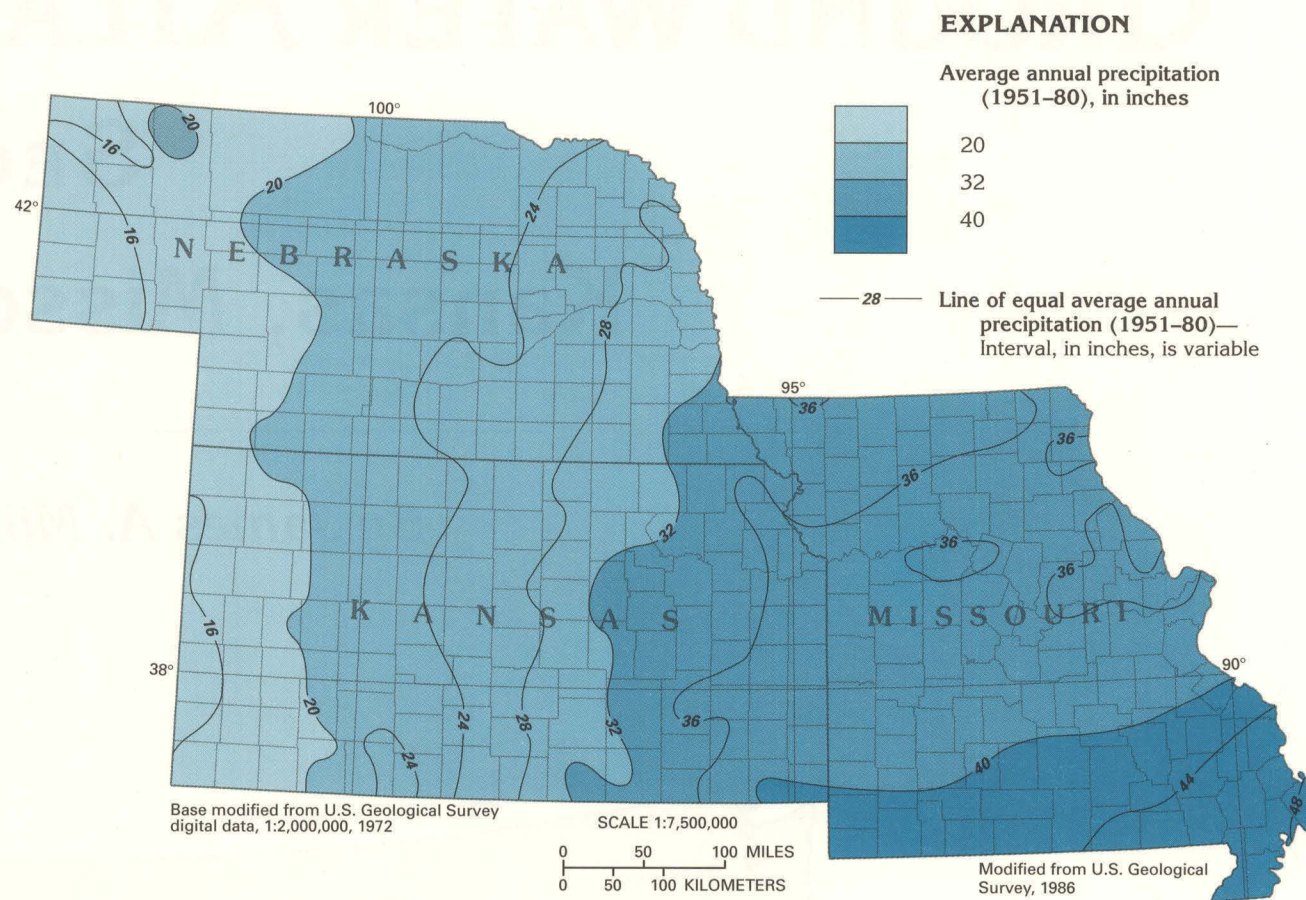 EXPLANATION
Average annual precipitation
(1951–80), in inches
20
32
40
28
Line of equal average annual
precipitation (1951–80)—
Interval, in inches, is variable
100°
20
16
20
42°
24
16
NEBRASKA
28
95°
36
36
36
32
36
36
16
KANSAS
MISSOURI
38°
90°
20
24
28
32
36
24
40
44
48
Base modified from U.S. Geological Survey
digital data, 1:2,000,000, 1972
SCALE 1:7,500,000
0 50 100 MILES
0 50 100 KILOMETERS
Modified from U.S. Geological
Survey, 1986